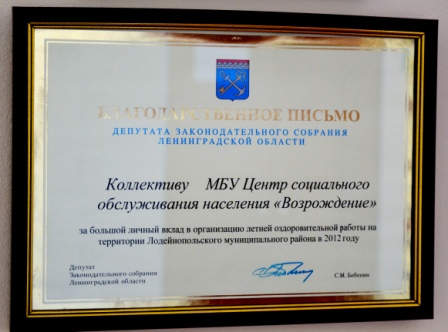 БЛАГОДАРСТВЕННОЕ ПИСЬМО
ДЕПУТАТА ЗАКОНОДАТЕЛЬНОГО СОБРАНИЯ
ЛЕНИНГРАДСКОЙ ОБЛАСТИ
Коллективу МБУ Центр социального
обслуживания населения «Возрождение»
за большой личный вклад в организацию летней оздоровительной работы на
территории Лодейнопольского муниципального района в 2012 году
Депутат
Законодательного собрания
Ленинградской области
С.М. Бебенин